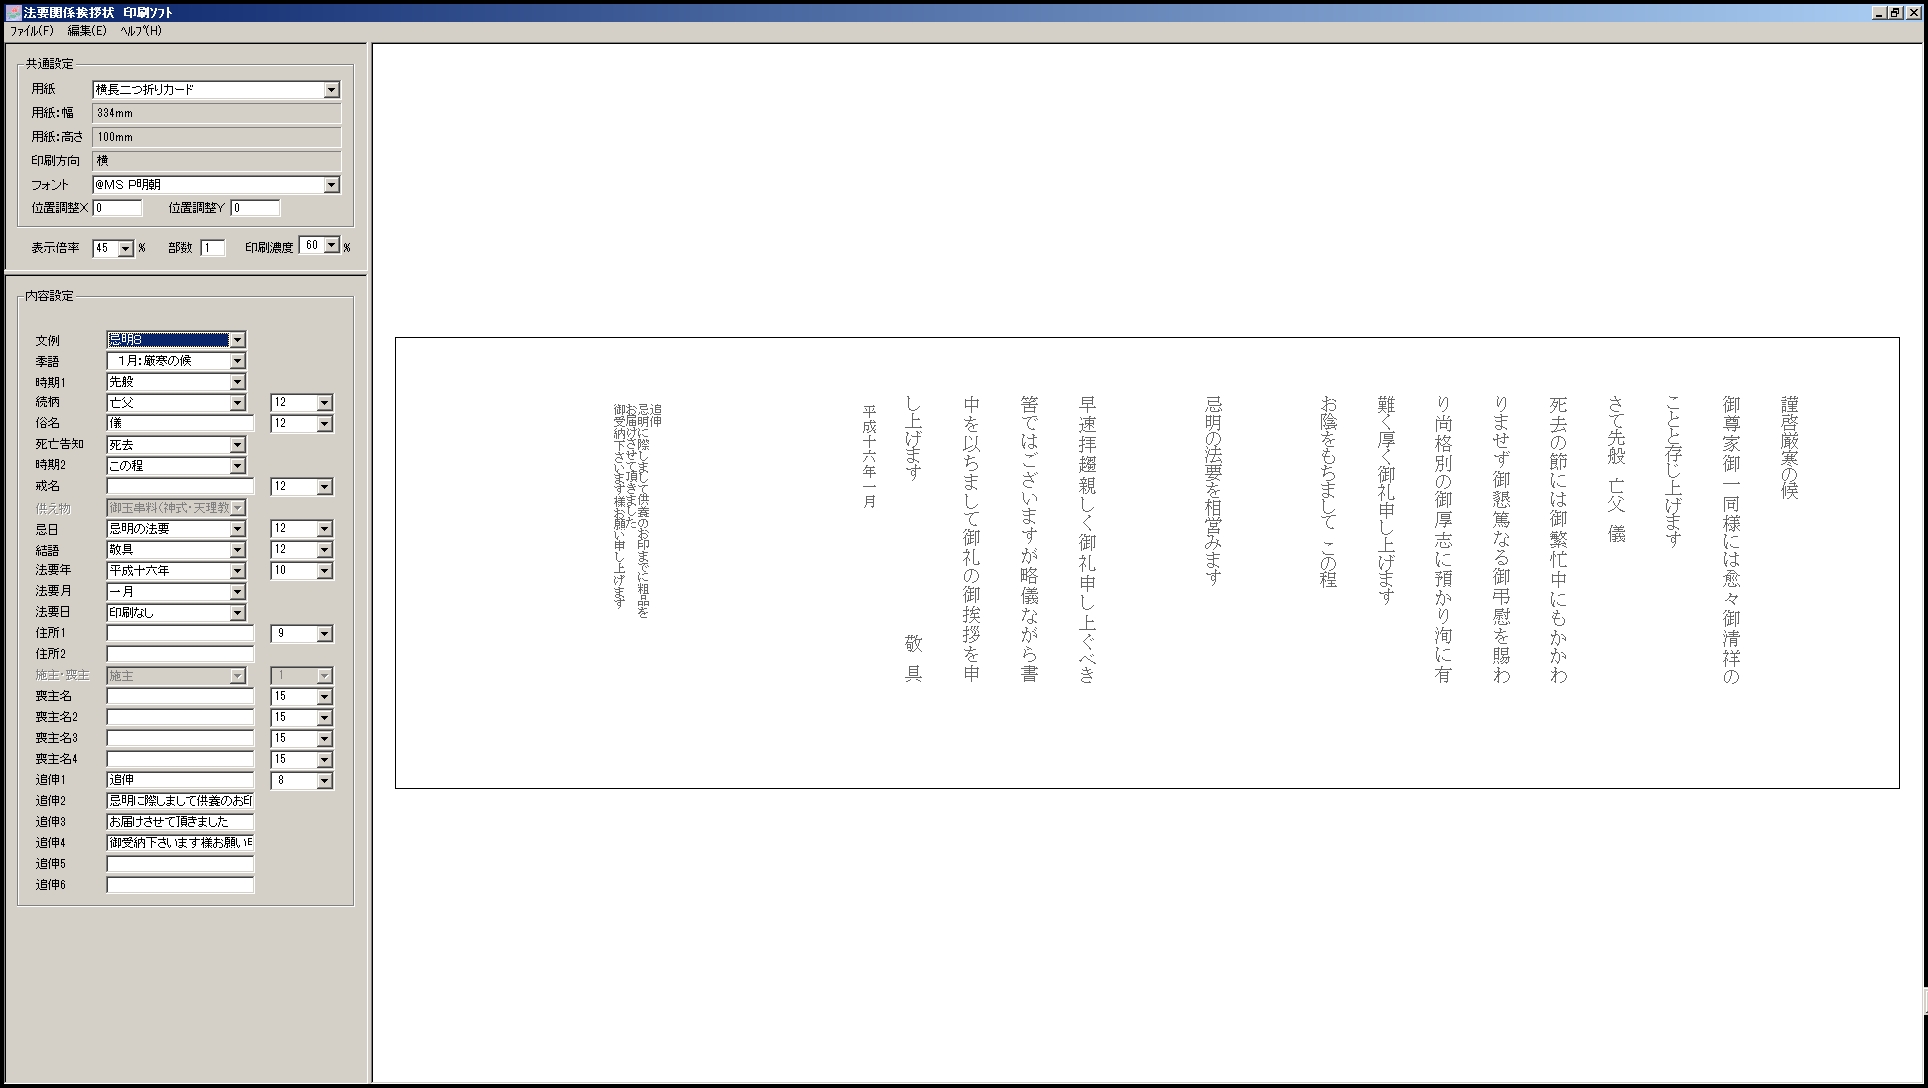 法要関係挨拶状 印刷ソフト
ファイル(F) 編集(E) ヘルプ(H)
共通設定
用紙 横長二つ折りカード
用紙:幅 334mm
用紙:高さ 100mm
印刷方向 横
フォント @MS P明朝
位置調整X 0 位置調整Y 0
表示倍率 45 % 部数 1 印刷濃度 60 %
内容設定
文例 忌明8
季語 1月:厳寒の候
時期1 先般
続柄 亡父 12
俗名 儀 12
死亡告知 死去
時期2 この程
戒名 12
供え物 御玉串料(神式・天理教
忌日 忌明の法要 12
結語 敬具 12
法要年 平成十六年 10
法要月 一月
法要日 印刷なし
住所1 9
住所2
施主・喪主 施主 1
喪主名 15
喪主名2 15
喪主名3 15
喪主名4 15
追伸1 追伸 8
追伸2 忌明に際しまして供養のお印
追伸3 お届けさせて頂きました
追伸4 御受納下さいます様お願い申
追伸5
追伸6
謹啓厳寒の候
御尊家御一同様には愈々御清祥の
ことと存じ上げます
さて先般 亡父 儀
死去の節には御繁忙中にもかかわ
りませず御懇篤なる御弔慰を賜わ
り尚格別の御厚志に預かり洵に有
難く厚く御礼申し上げます
お陰をもちまして この程
忌明の法要を相営みます
早速拝趨親しく御礼申し上ぐべき
筈ではございますが略儀ながら書
中を以ちまして御礼の御挨拶を申
し上げます 敬具
平成十六年一月
追伸
忌明に際しまして供養のお印までに粗品を
お届けさせて頂きました
御受納下さいます様お願い申し上げます